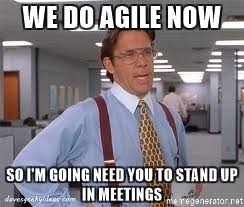 WE DO AGILE NOW
SO I'M GOING NEED YOU TO STAND UP
IN MEETINGS
davesgeekyideas.com
memegenerator.net